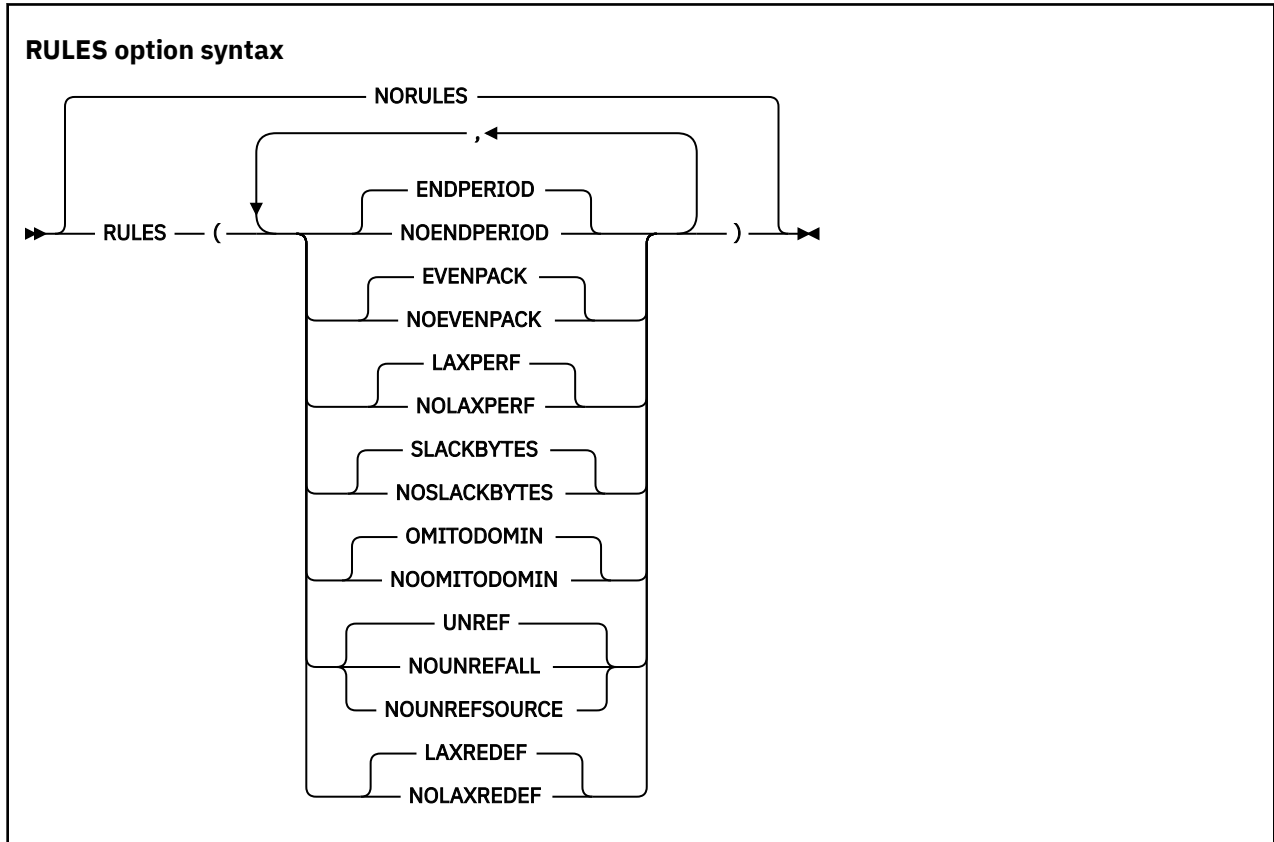 RULES option syntax
NORULES
,
ENDPERIOD
RULES ( NOENDPERIOD )
EVENPACK
NOEVENPACK
LAXPERF
NOLAXPERF
SLACKBYTES
NOSLACKBYTES
OMITODOMIN
NOOMITODOMIN
UNREF
NOUNREFALL
NOUNREFSOURCE
LAXREDEF
NOLAXREDEF